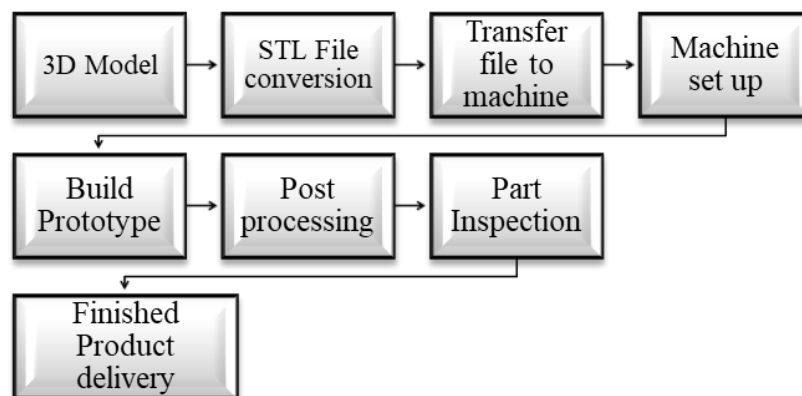 3D Model
STL File
conversion
Transfer
file to
machine
Machine
set up
Build
Prototype
Post
processing
Part
Inspection
Finished
Product
delivery